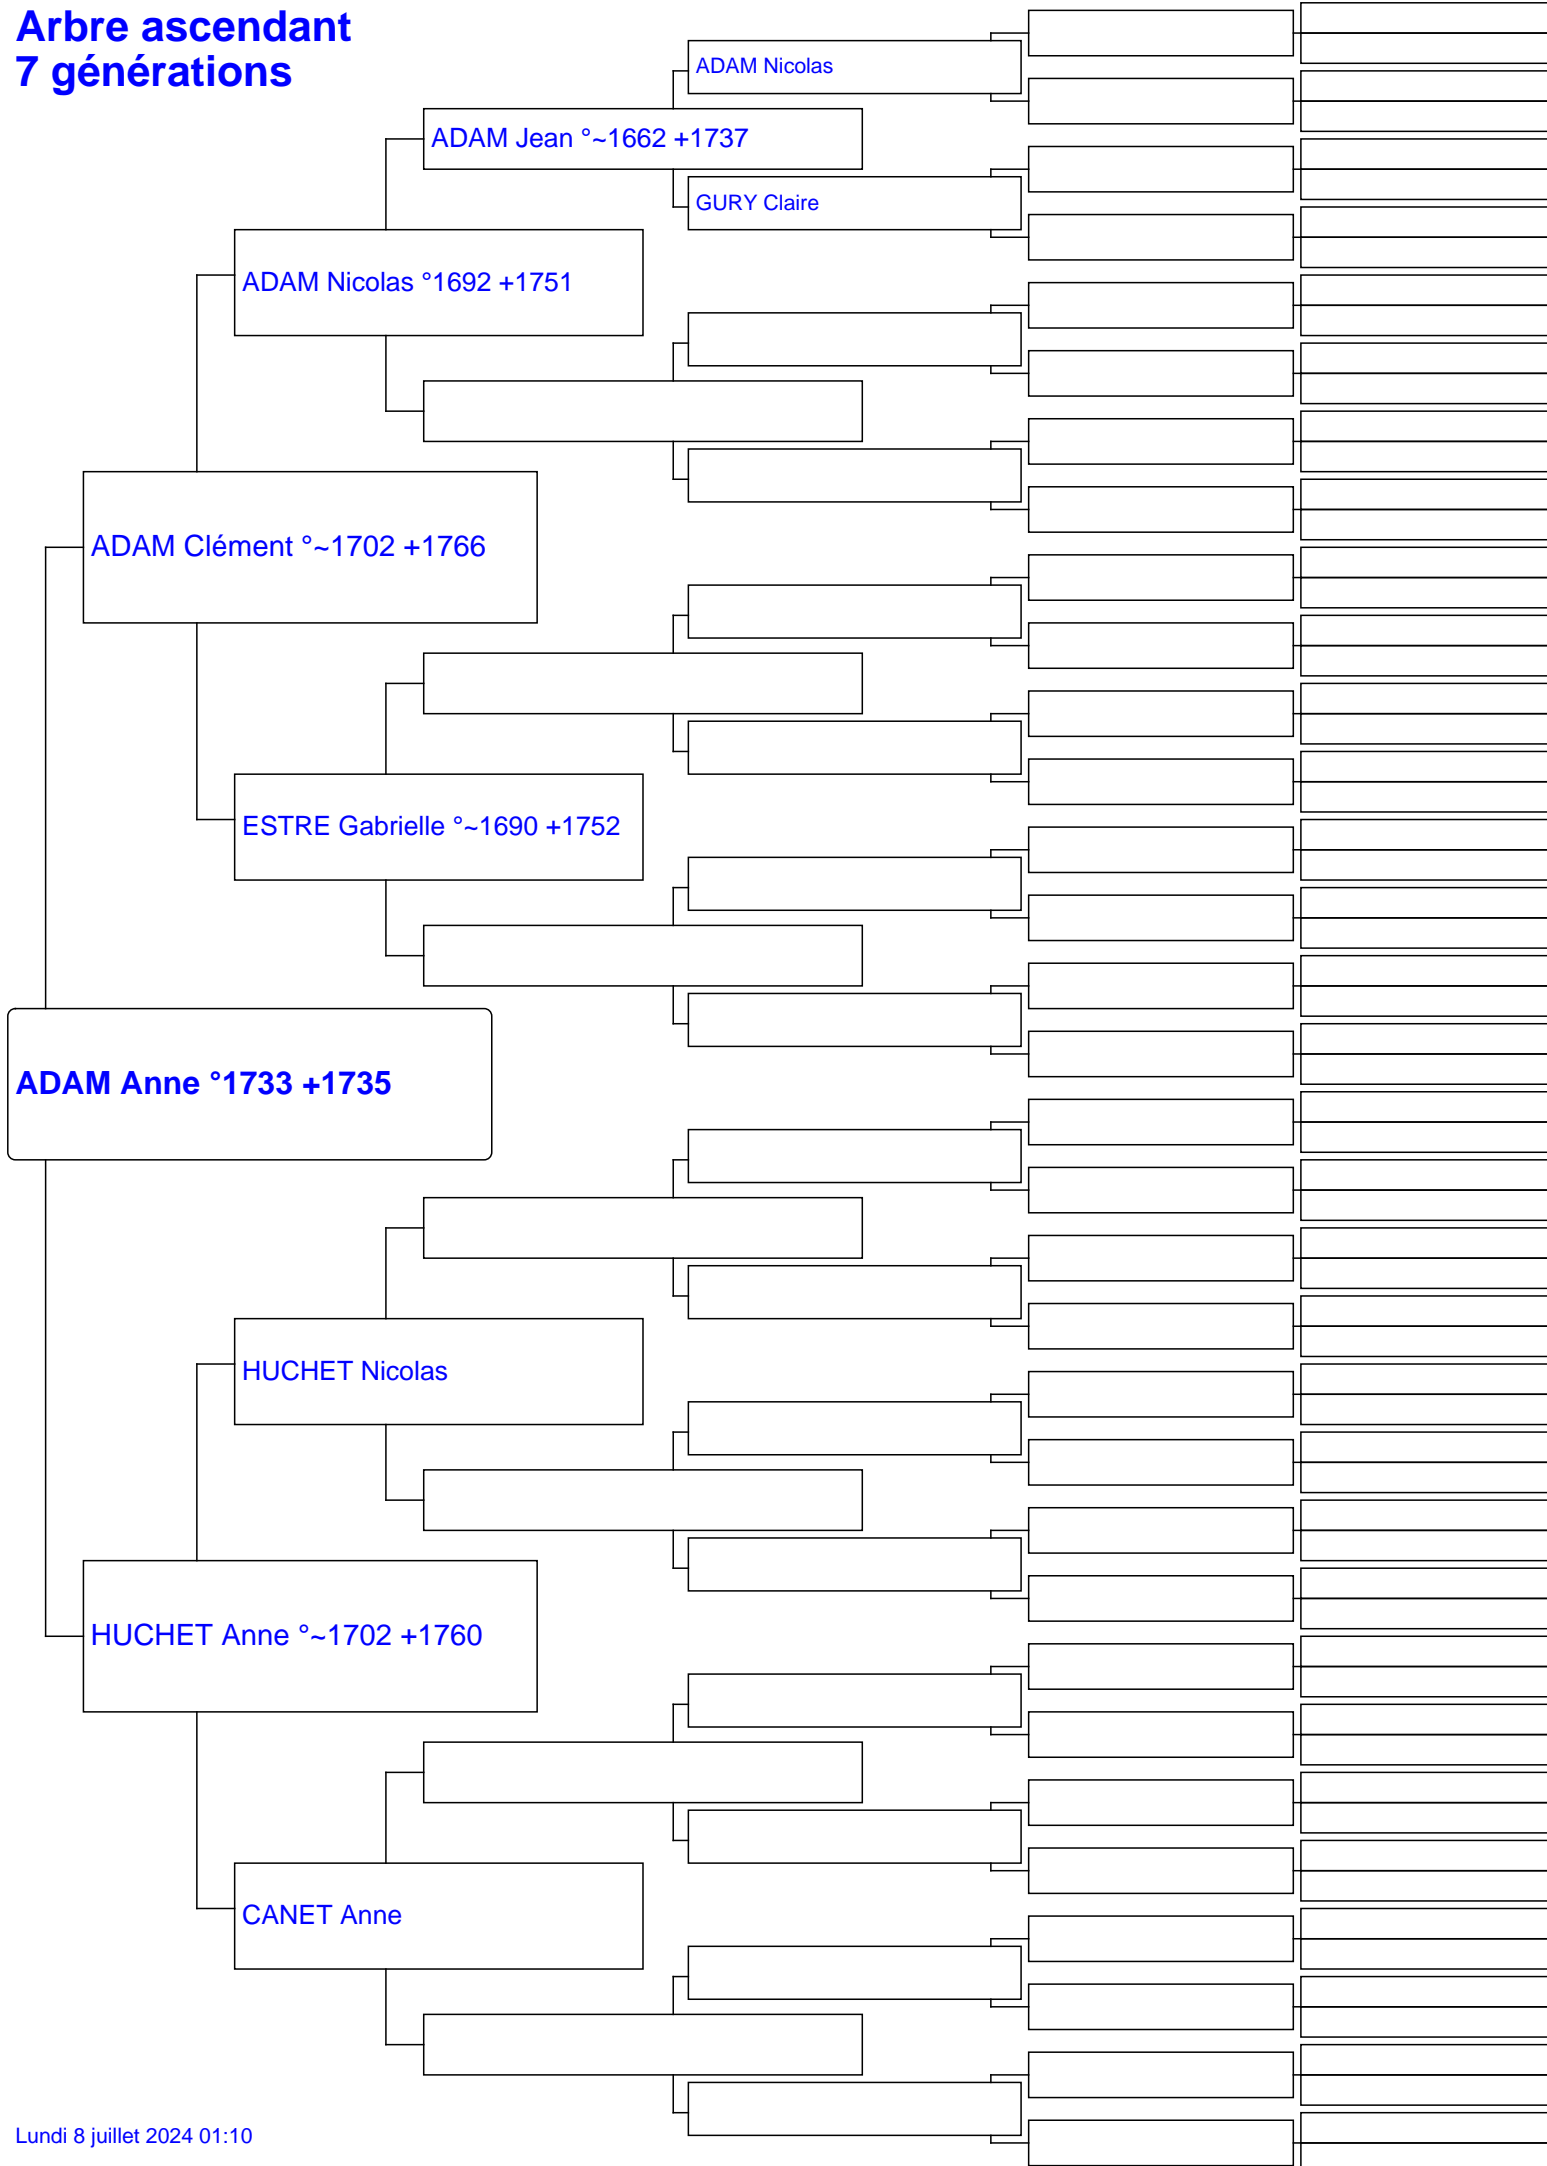 Arbre ascendant
7 générations
ADAM Nicolas
ADAM Jean °~1662 +1737
GURY Claire
ADAM Nicolas °1692 +1751
ADAM Clément °~1702 +1766
ESTRE Gabrielle °~1690 +1752
ADAM Anne °1733 +1735
HUCHET Nicolas
HUCHET Anne °~1702 +1760
CANET Anne
Lundi 8 juillet 2024 01:10